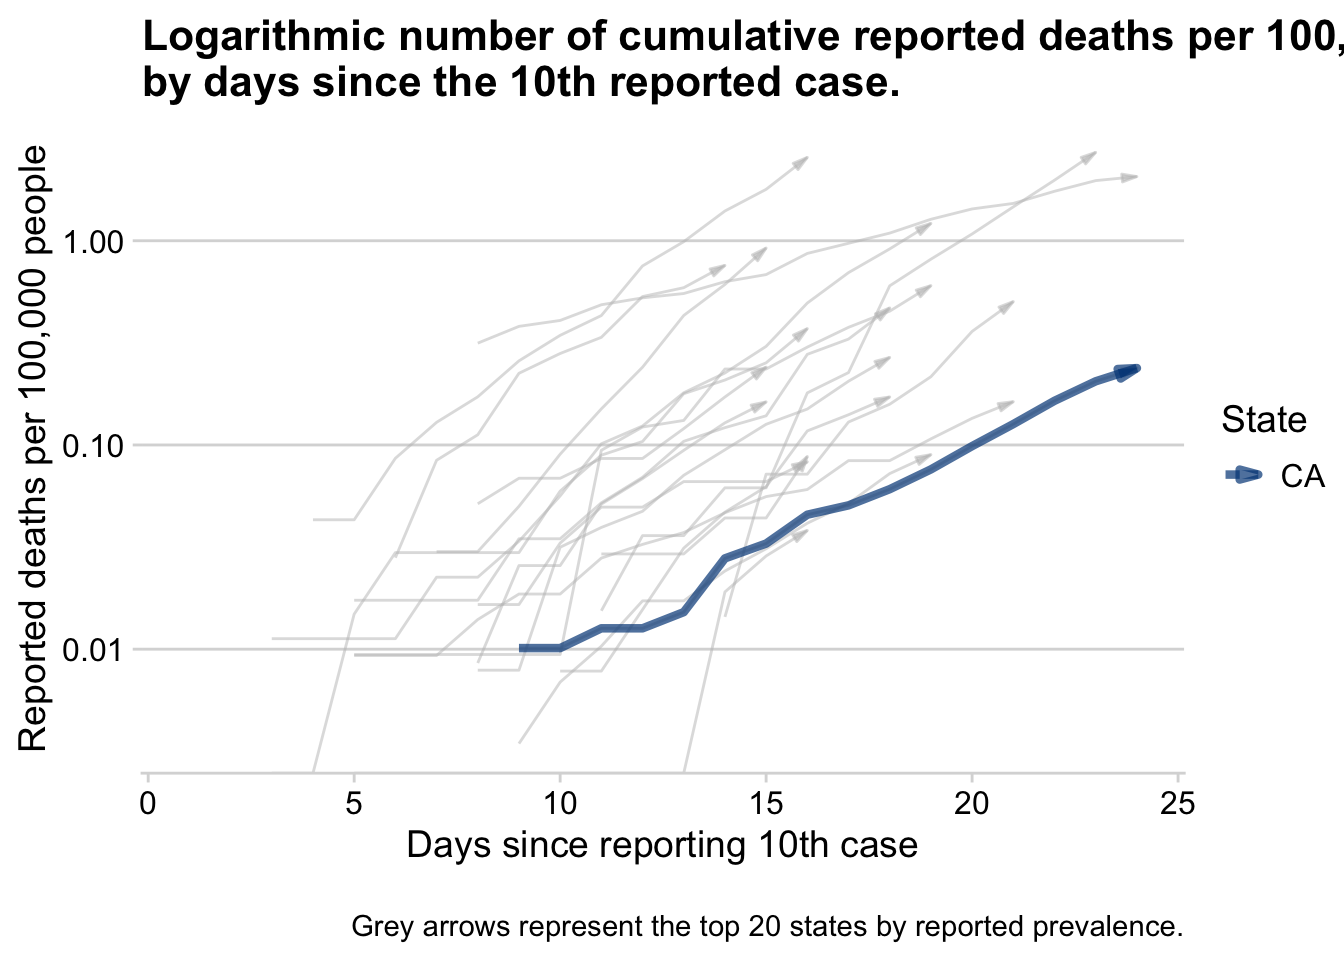 Logarithmic number of cumulative reported deaths per 100,
by days since the 10th reported case.
Reported deaths per 100,000 people
1.00
0.10
0.01
0
5
10
15
20
25
Days since reporting 10th case
State
CA
Grey arrows represent the top 20 states by reported prevalence.